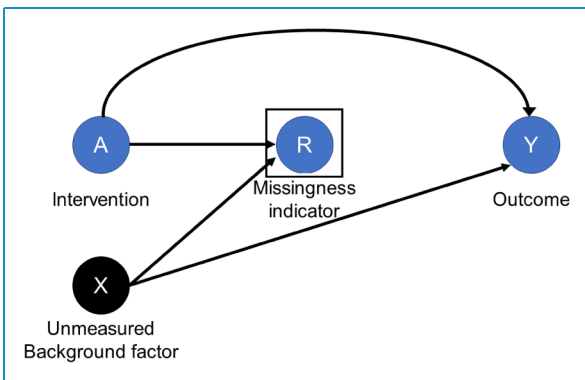 A
R
Y
Intervention
Missingness
indicator
Outcome
X
Unmeasured
Background factor